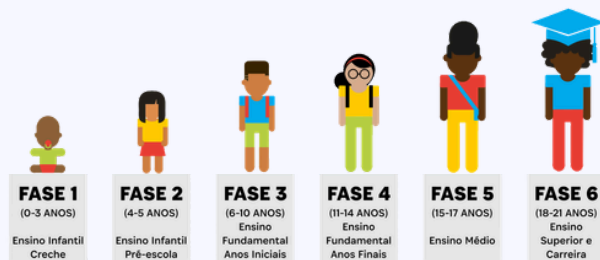 FASE 1
(0-3 ANOS)
Ensino Infantil
Creche
FASE 2
(4-5 ANOS)
Ensino Infantil
Pré-escola
FASE 3
(6-10 ANOS)
Ensino
Fundamental
Anos Iniciais
FASE 4
(11-14 ANOS)
Ensino
Fundamental
Anos Finais
FASE 5
(15-17 ANOS)
Ensino Médio
FASE 6
(18-21 ANOS)
Ensino
Superior e
Carreira